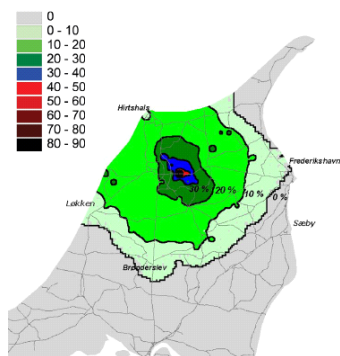 0
0 - 10
10 - 20
20 - 30
30 - 40
40 - 50
50 - 60
60 - 70
70 - 80
80 - 90
Hirtshals
Frederikshavn
30 %
20 %
10 %
0 %
Løkken
Sæby
Brønderslev